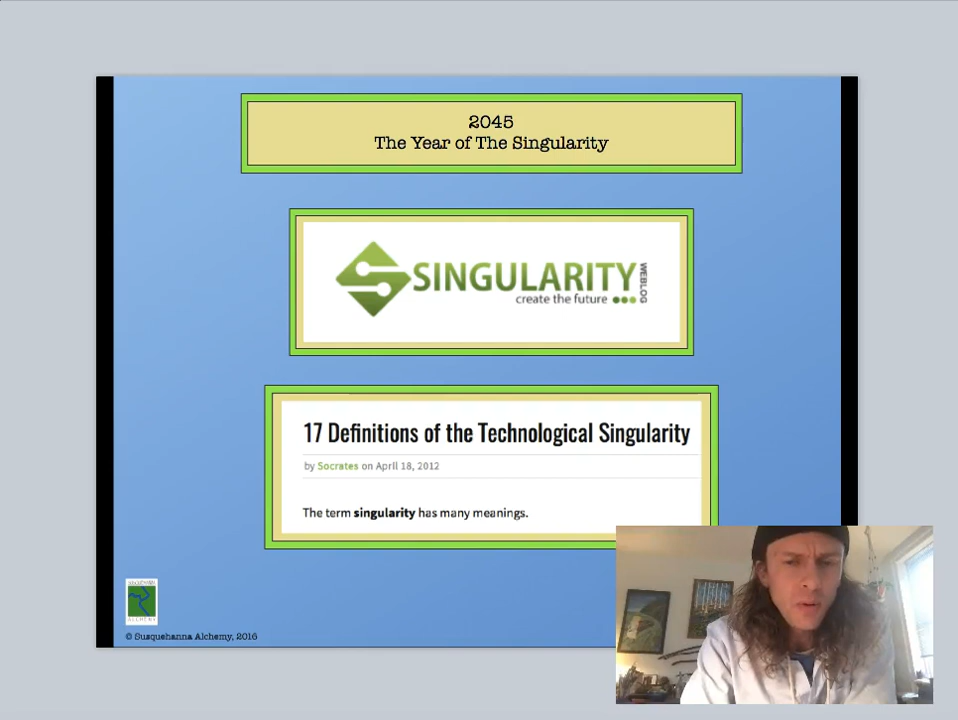 2045
The Year of The Singularity
SINGULARITY
WEBLOG
create the future
17 Definitions of the Technological Singularity
by Socrates on April 18, 2012
The term singularity has many meanings.
ALCHEMY
© Susquehanna Alchemy, 2016